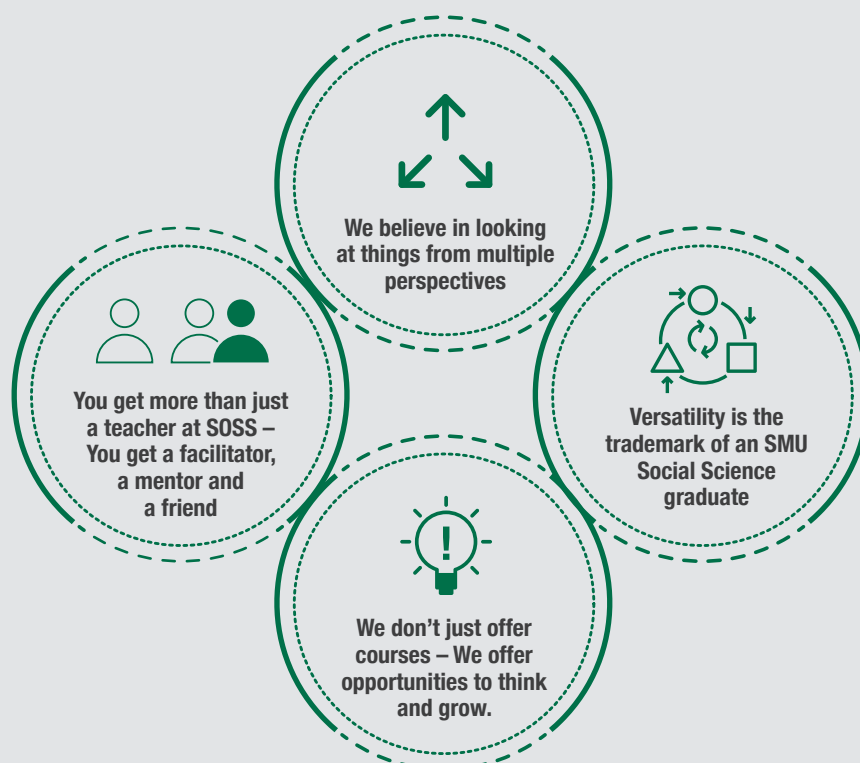 We believe in looking
at things from multiple
perspectives
You get more than just
a teacher at SOSS –
You get a facilitator,
a mentor and
a friend
Versatility is the
trademark of an SMU
Social Science
graduate
!
We don’t just offer
courses – We offer
opportunities to think
and grow.